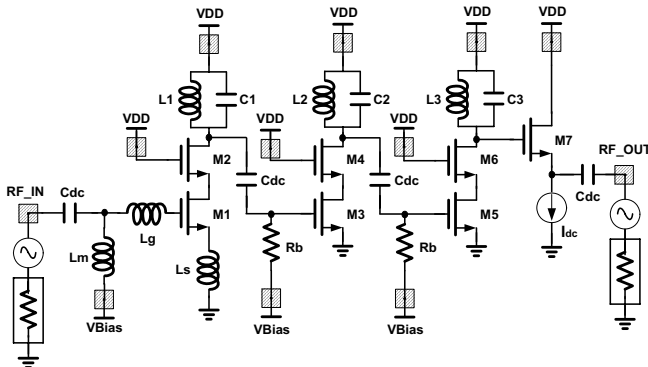 VDD VDD VDD VDD
L1 C1 L2 C2 L3 C3
VDD VDD VDD
M2 M4 M6 M7
RF_IN Cdc Cdc Cdc Cdc RF_OUT
M1 M3 M5
Lg Idc
Lm Ls Rb Rb
VBias VBias VBias